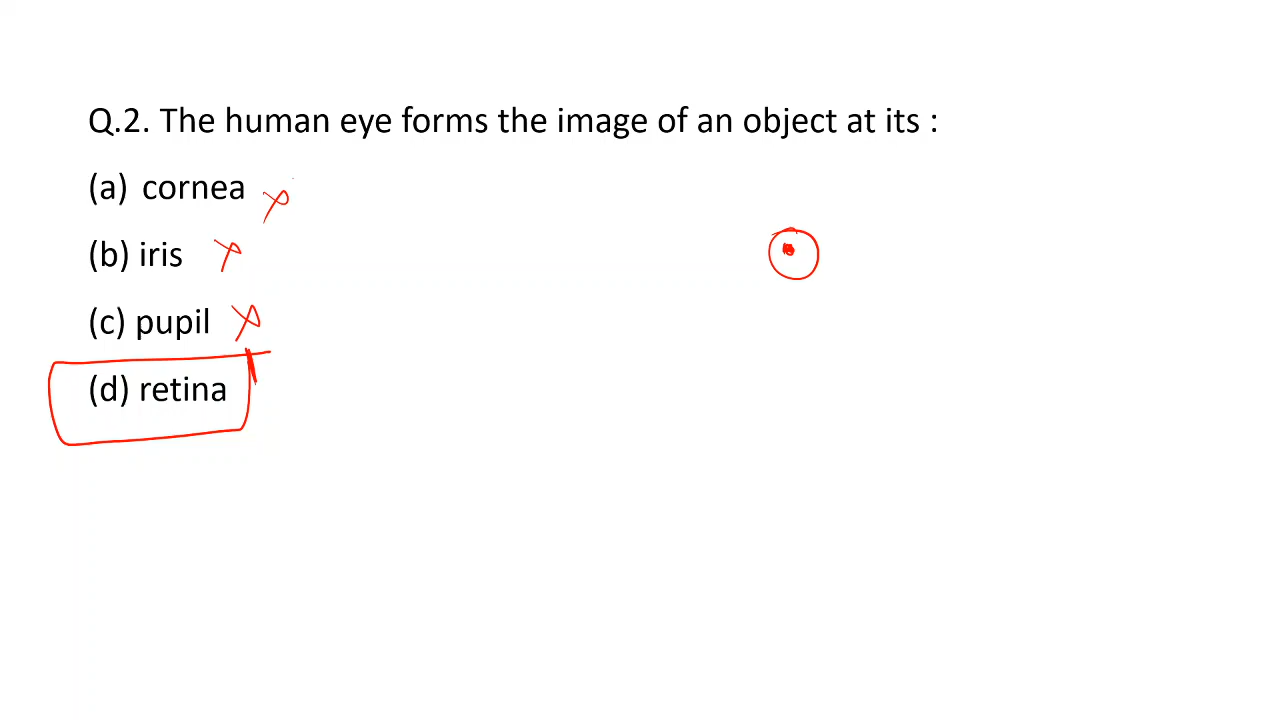 Q.2. The human eye forms the image of an object at its :
(a) cornea
(b) iris
(c) pupil
(d) retina